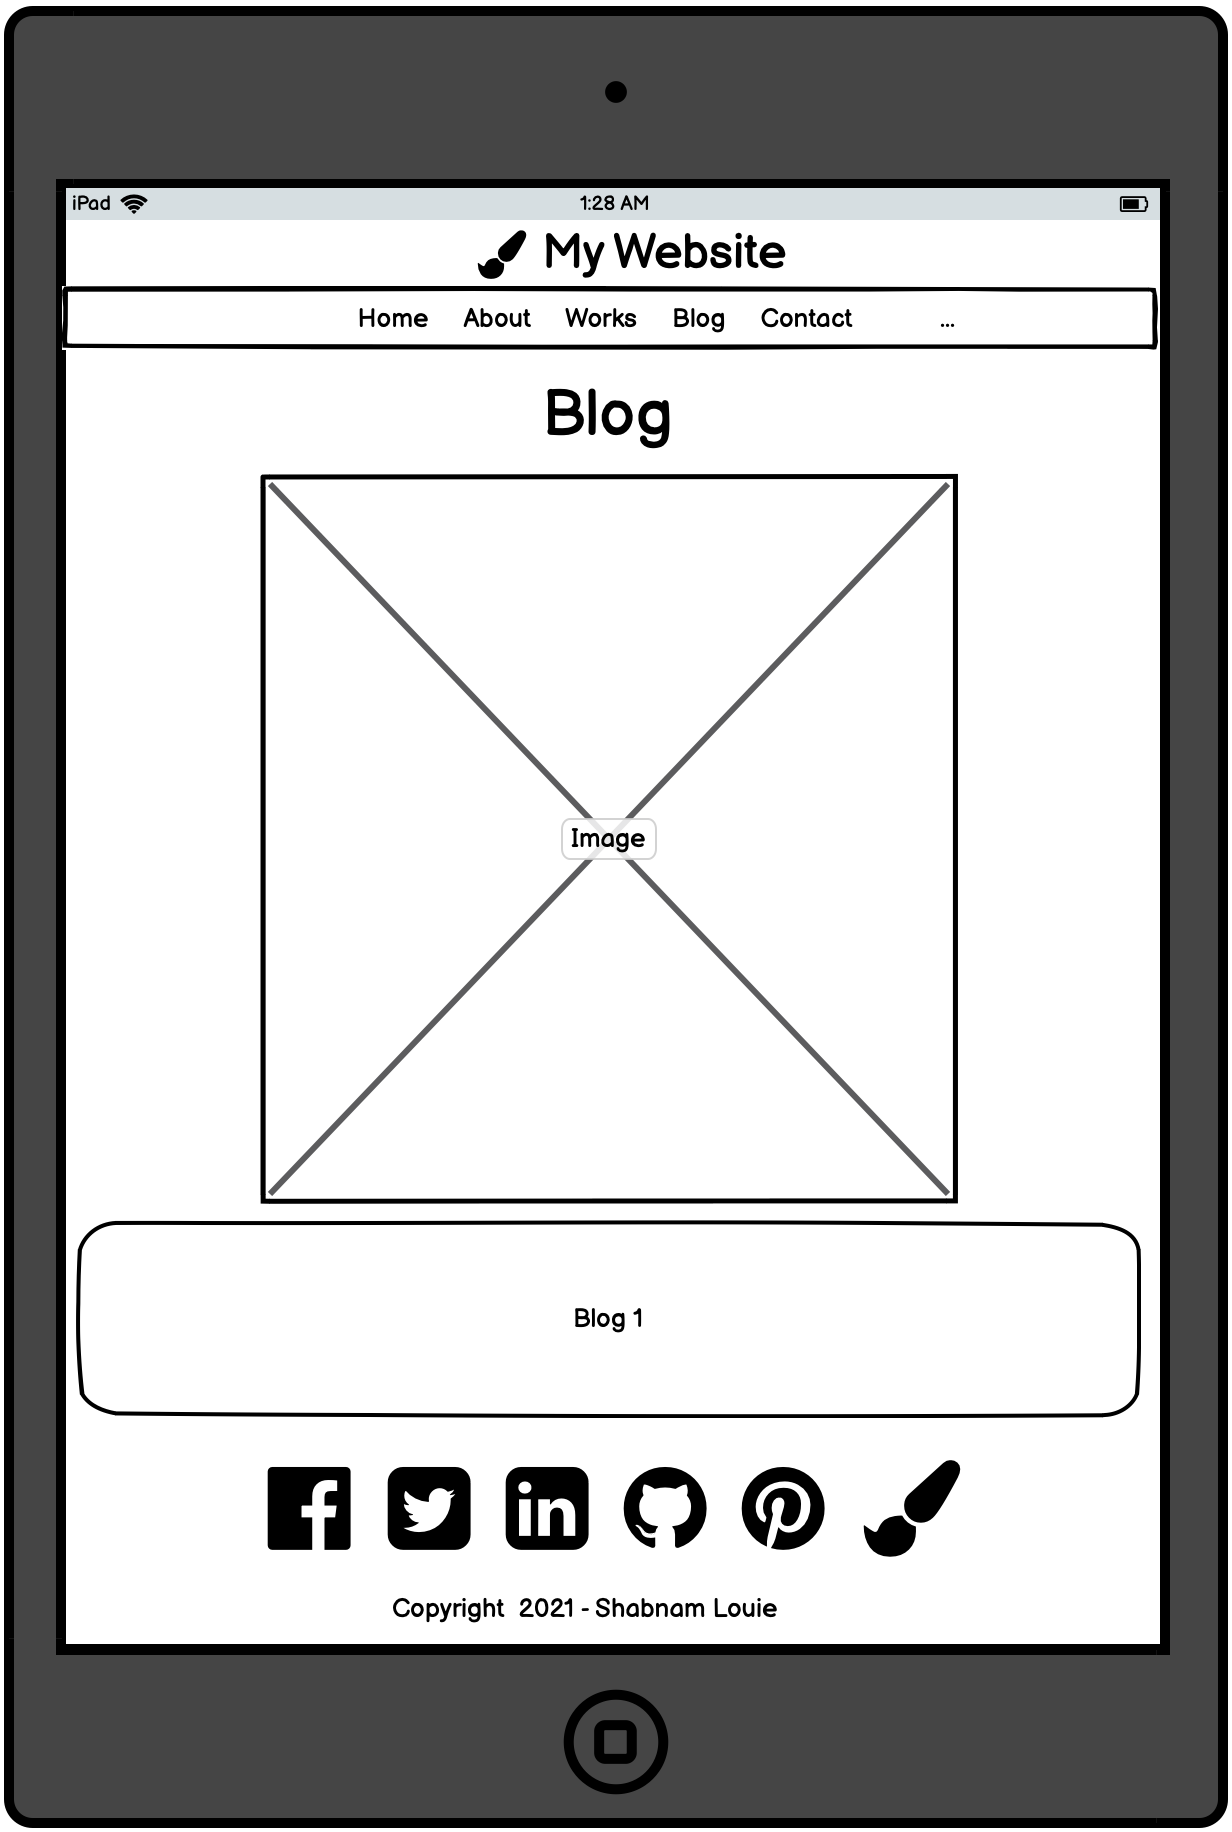 iPad 1:28 AM
My Website
Home About Works Blog Contact ...
Blog
Image
Blog 1
f in
Copyright 2021 - Shabnam Louie